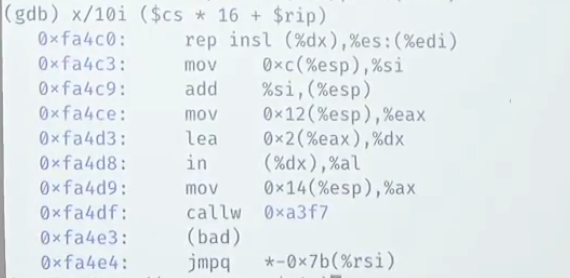 (gdb) x/10i ($cs * 16 + $rip)
0xfa4c0: rep insl (%dx),%es:(%edi)
0xfa4c3: mov 0xc(%esp),%si
0xfa4c9: add %si,(%esp)
0xfa4ce: mov 0x12(%esp),%eax
0xfa4d3: lea 0x2(%eax),%dx
0xfa4d8: in (%dx),%al
0xfa4d9: mov 0x14(%esp),%ax
0xfa4df: callw 0xa3f7
0xfa4e3: (bad)
0xfa4e4: jmpq *-0x7b(%rsi)